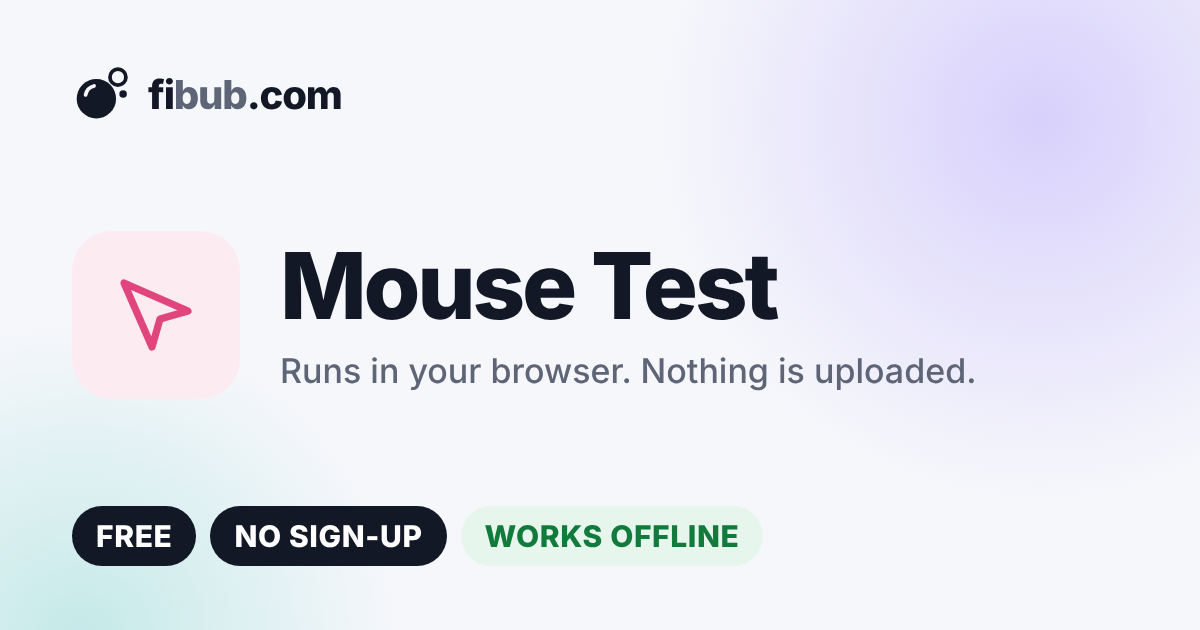 fibub.com
Mouse Test
Runs in your browser. Nothing is uploaded.
FREE NO SIGN-UP WORKS OFFLINE